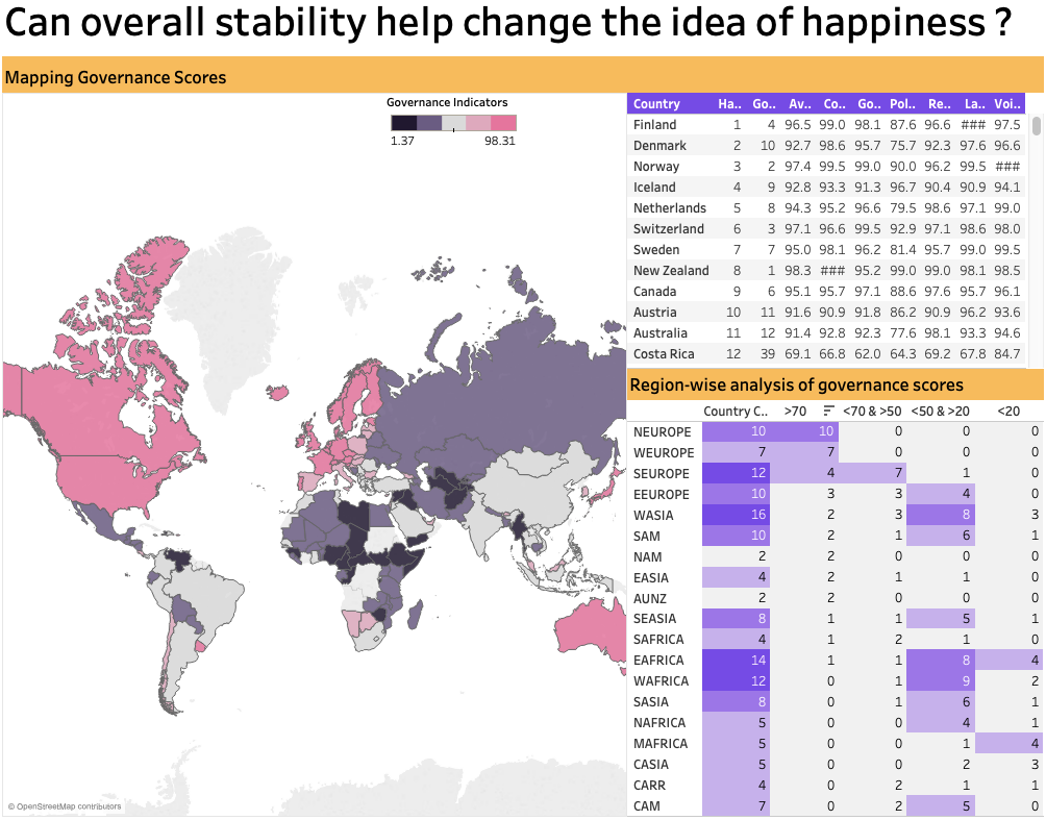 Can overall stability help change the idea of happiness ?
Mapping Governance Scores
Governance Indicators
1.37 98.31
Country Ha.. Go.. Av.. Co.. Go.. Pol.. Re.. La.. Voi..
Finland 1 4 96.5 99.0 98.1 87.6 96.6 ### 97.5
Denmark 2 10 92.7 98.6 95.7 75.7 92.3 97.6 96.6
Norway 3 2 97.4 99.5 99.0 90.0 96.2 99.5 ###
Iceland 4 9 92.8 93.3 91.3 96.7 90.4 90.9 94.1
Netherlands 5 8 94.3 95.2 96.6 79.5 98.6 97.1 99.0
Switzerland 6 3 97.1 96.6 99.5 92.9 97.1 98.6 98.0
Sweden 7 7 95.0 98.1 96.2 81.4 95.7 99.0 99.5
New Zealand 8 1 98.3 ### 95.2 99.0 99.0 98.1 98.5
Canada 9 6 95.1 95.7 97.1 88.6 97.6 95.7 96.1
Austria 10 11 91.6 90.9 91.8 86.2 90.9 96.2 93.6
Australia 11 12 91.4 92.8 92.3 77.6 98.1 93.3 94.6
Costa Rica 12 39 69.1 66.8 62.0 64.3 69.2 67.8 84.7
Region-wise analysis of governance scores
Country C.. >70 <70 & >50 <50 & >20 <20
NEUROPE 10 10 0 0 0
WEUROPE 7 7 0 0 0
SEUROPE 12 4 7 1 0
EEUROPE 10 3 3 4 0
WASIA 16 2 3 8 3
SAM 10 2 1 6 1
NAM 2 2 0 0 0
EASIA 4 2 1 1 0
AUNZ 2 2 0 0 0
SEASIA 8 1 1 5 1
SAFRICA 4 1 2 1 0
EAFRICA 14 1 1 8 4
WAFRICA 12 0 1 9 2
SASIA 8 0 1 6 1
NAFRICA 5 0 0 4 1
MAFRICA 5 0 0 1 4
CASIA 5 0 0 2 3
CARR 4 0 2 1 1
CAM 7 0 2 5 0
© OpenStreetMap contributors